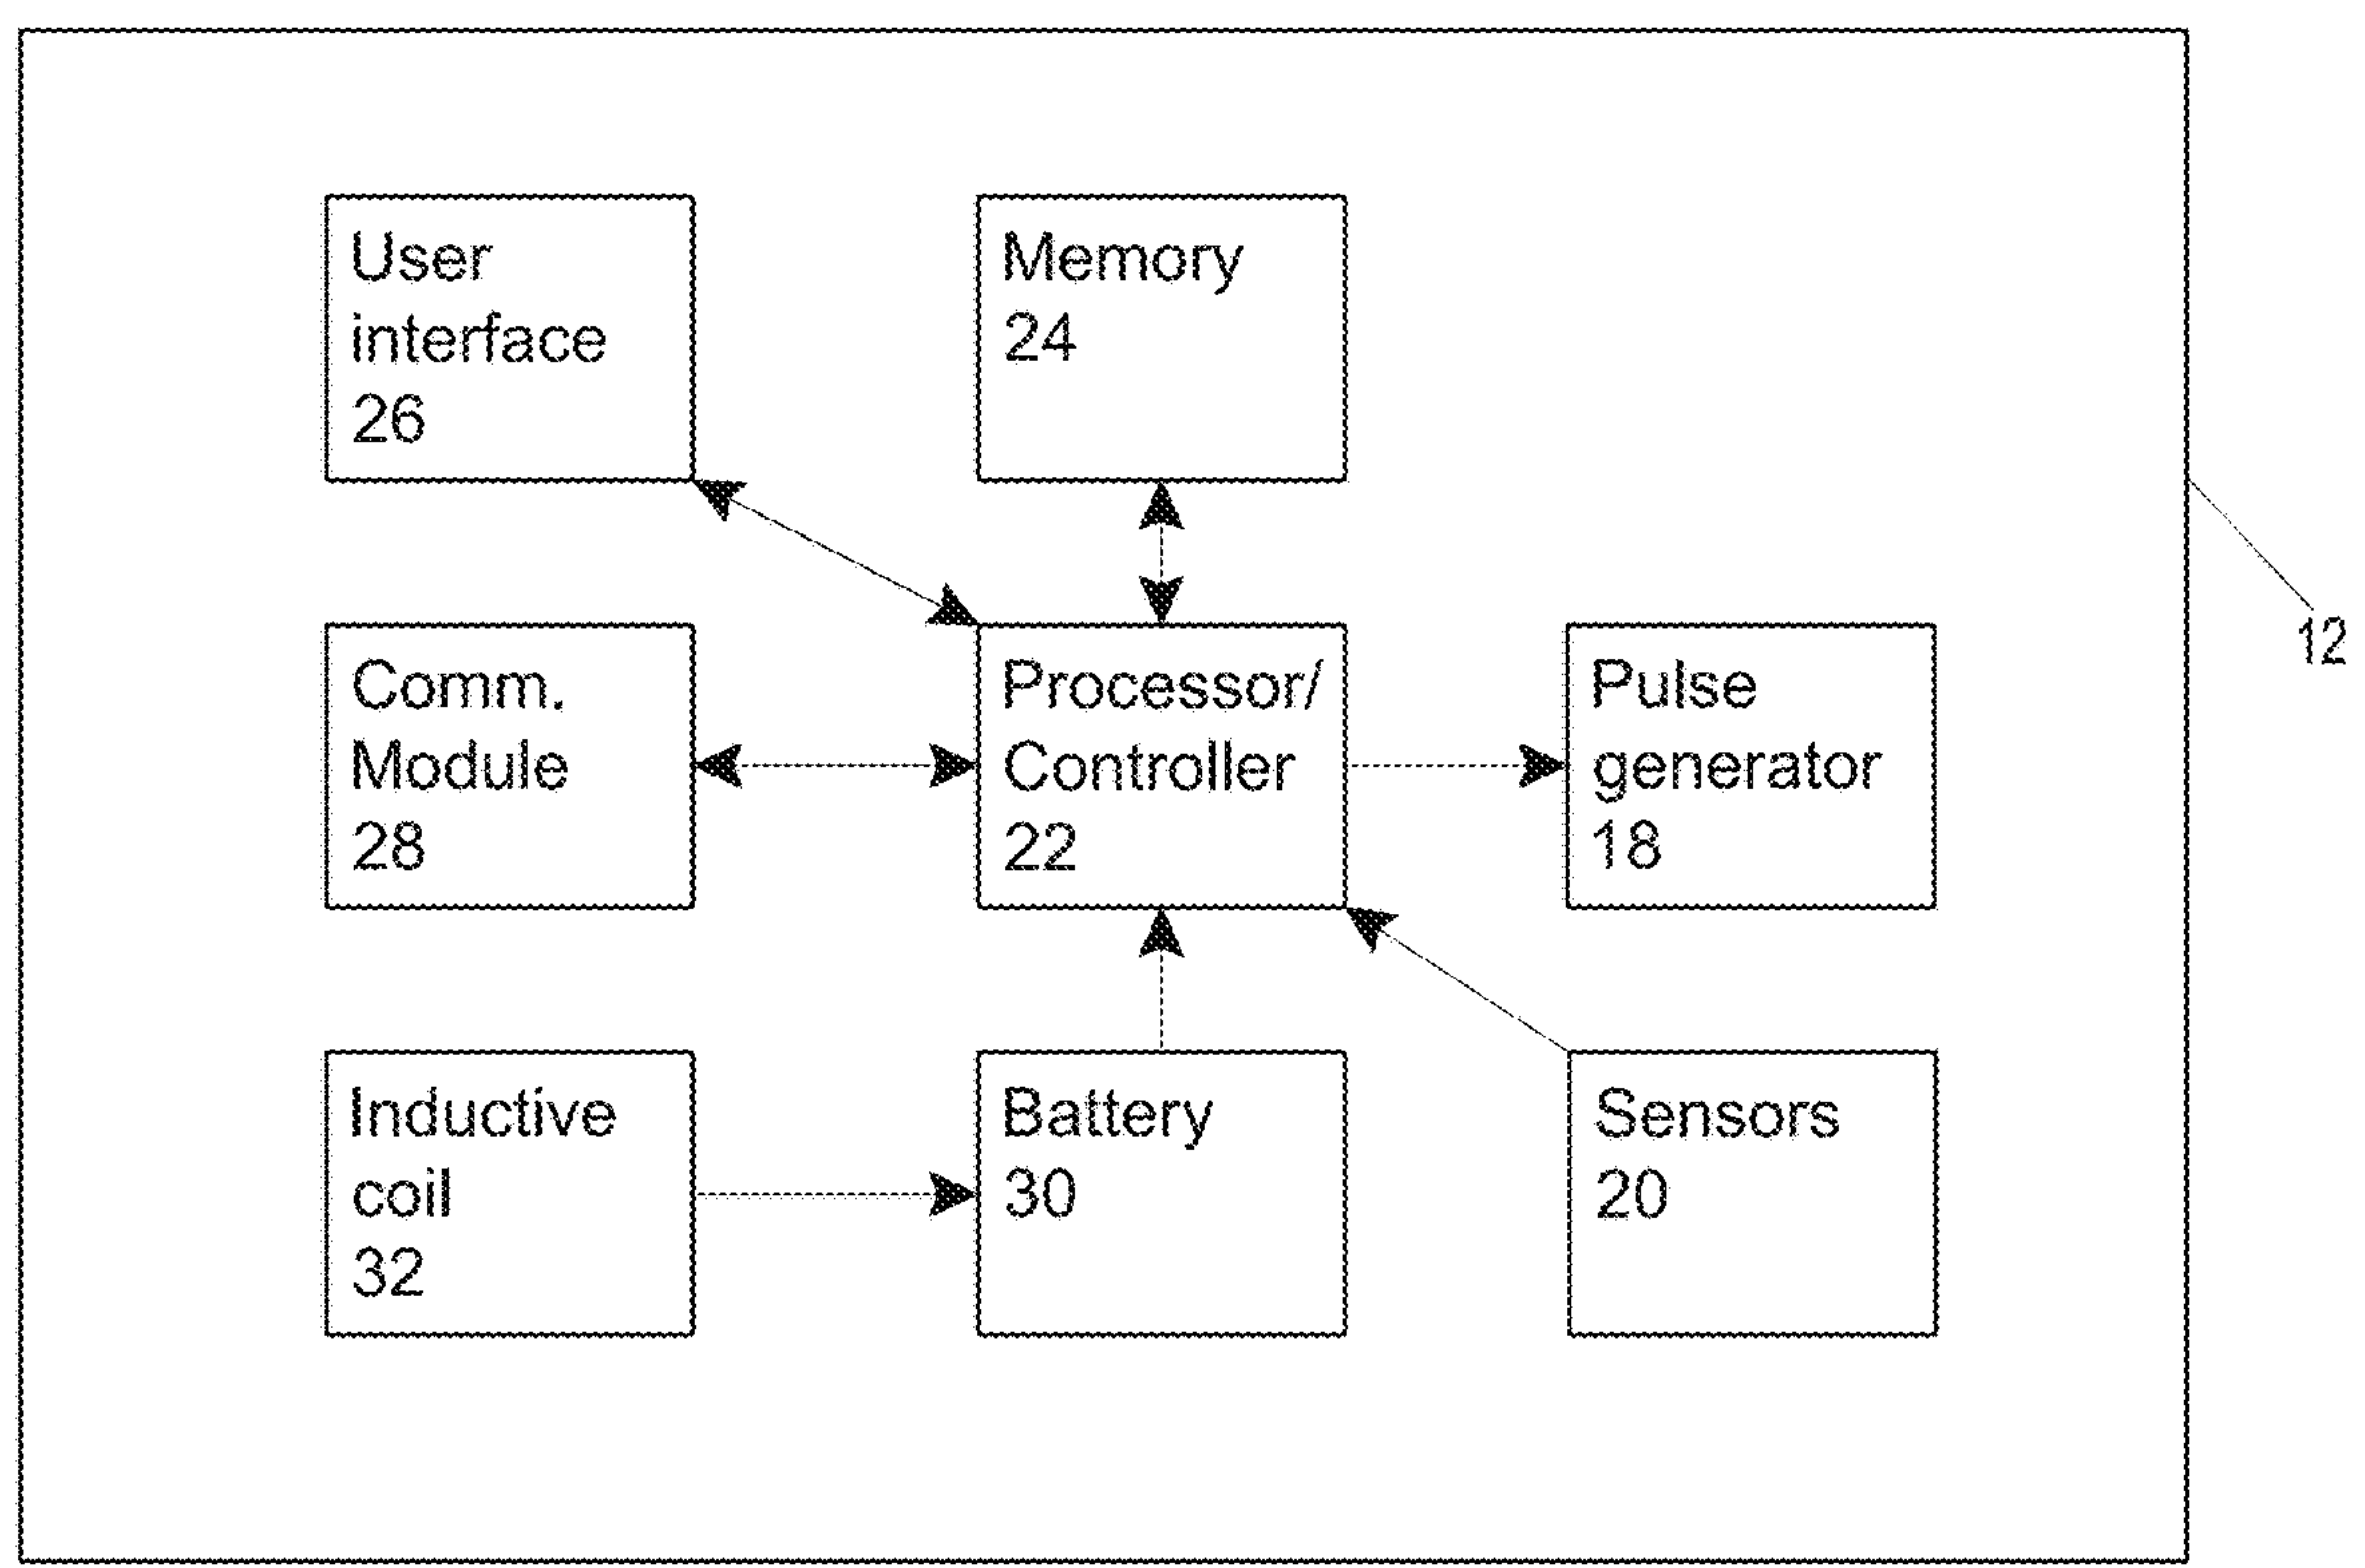 User
interface
26
Memory
24
Comm.
Module
28
Processor/
Controller
22
Pulse
generator
18
12
Inductive
coil
32
Battery
30
Sensors
20